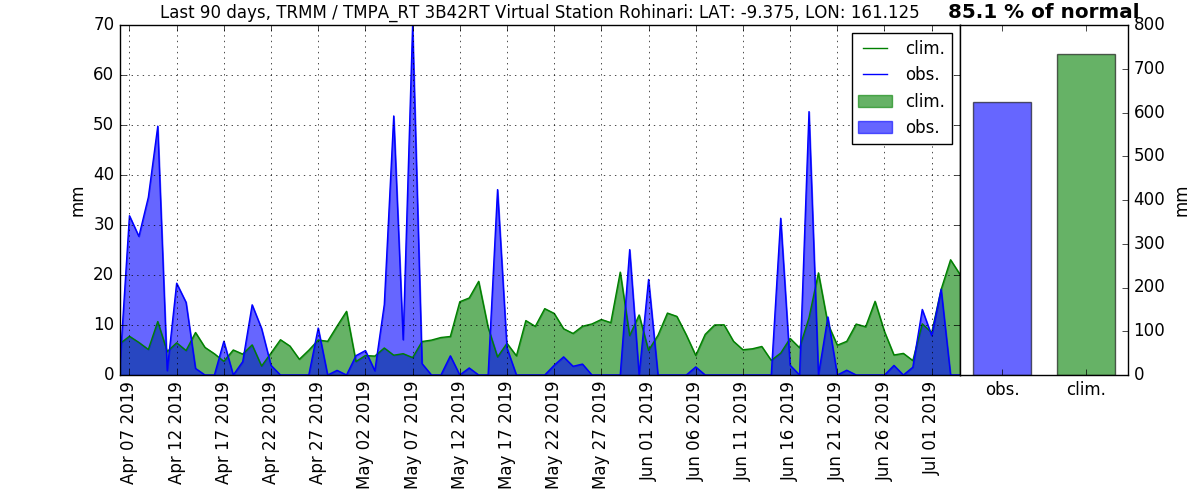 Last 90 days, TRMM / TMPA_RT 3B42RT Virtual Station Rohinari: LAT: -9.375, LON: 161.125
85.1 % of normal
70
60
50
40
30
20
10
0
mm
clim.
obs.
clim.
obs.
800
700
600
500
400
300
200
100
0
mm
obs.
clim.
Apr 07 2019
Apr 12 2019
Apr 17 2019
Apr 22 2019
Apr 27 2019
May 02 2019
May 07 2019
May 12 2019
May 17 2019
May 22 2019
May 27 2019
Jun 01 2019
Jun 06 2019
Jun 11 2019
Jun 16 2019
Jun 21 2019
Jun 26 2019
Jul 01 2019